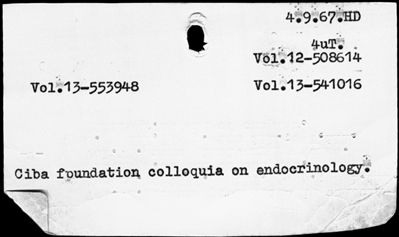 4.9.67.HD
4uT.
Vol.12-508614
Vol.13-553948 Vol.13-541016
Ciba foundation colloquia on endocrinology.